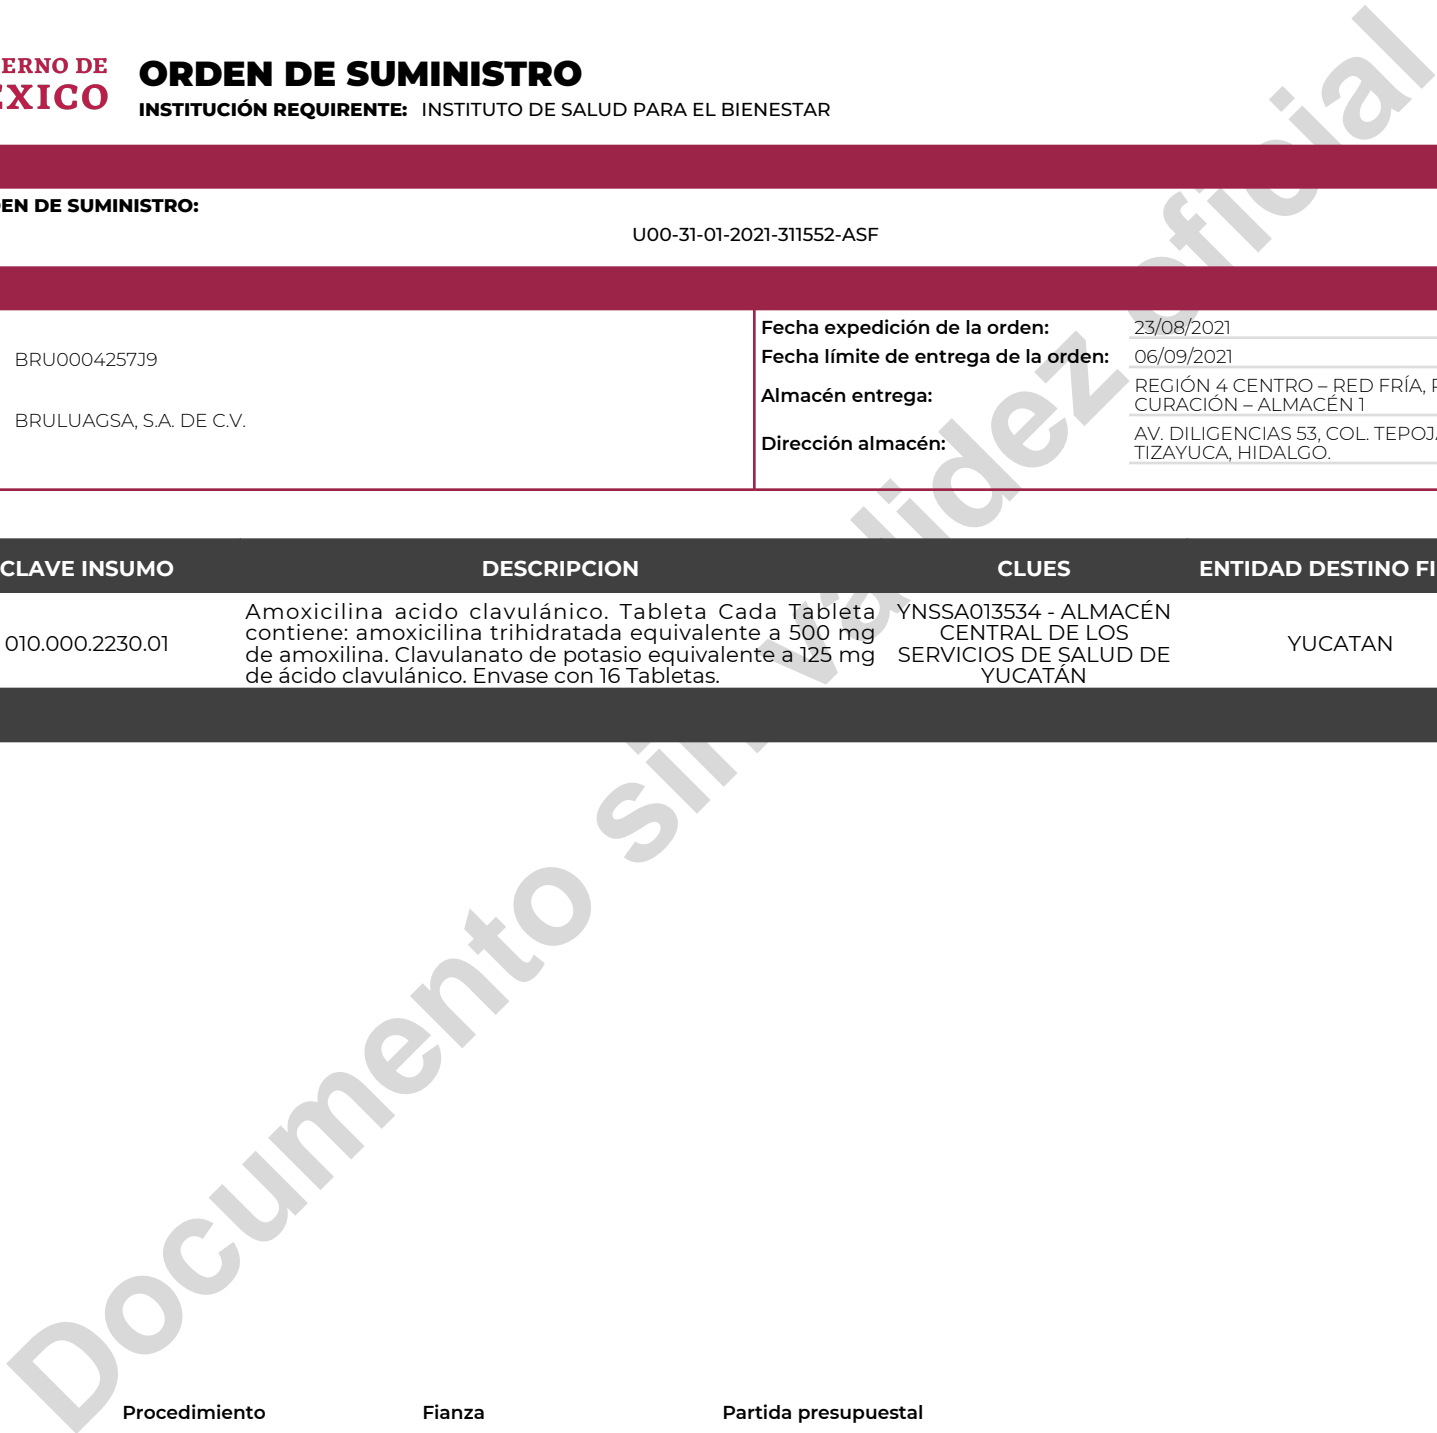 ERNO DE
EXICO
ORDEN DE SUMINISTRO
INSTITUCIÓN REQUIRENTE: INSTITUTO DE SALUD PARA EL BIENESTAR
EN DE SUMINISTRO:
U00-31-01-2021-311552-ASF
BRU0004257J9
BRULUAGSA, S.A. DE C.V.
Fecha expedición de la orden: 23/08/2021
Fecha límite de entrega de la orden: 06/09/2021
Almacén entrega: REGIÓN 4 CENTRO – RED FRÍA,
CURACIÓN – ALMACÉN 1
Dirección almacén: AV. DILIGENCIAS 53, COL. TEPOJ
TIZAYUCA, HIDALGO.
CLAVE INSUMO DESCRIPCION CLUES ENTIDAD DESTINO FI
010.000.2230.01
Amoxicilina acido clavulánico. Tableta Cada Tableta
contiene: amoxicilina trihidratada equivalente a 500 mg
de amoxilina. Clavulanato de potasio equivalente a 125 mg
de ácido clavulánico. Envase con 16 Tabletas.
YNSSA013534 - ALMACÉN
CENTRAL DE LOS
SERVICIOS DE SALUD DE
YUCATÁN
YUCATAN
Documento sin validez oficial
Procedimiento Fianza Partida presupuestal